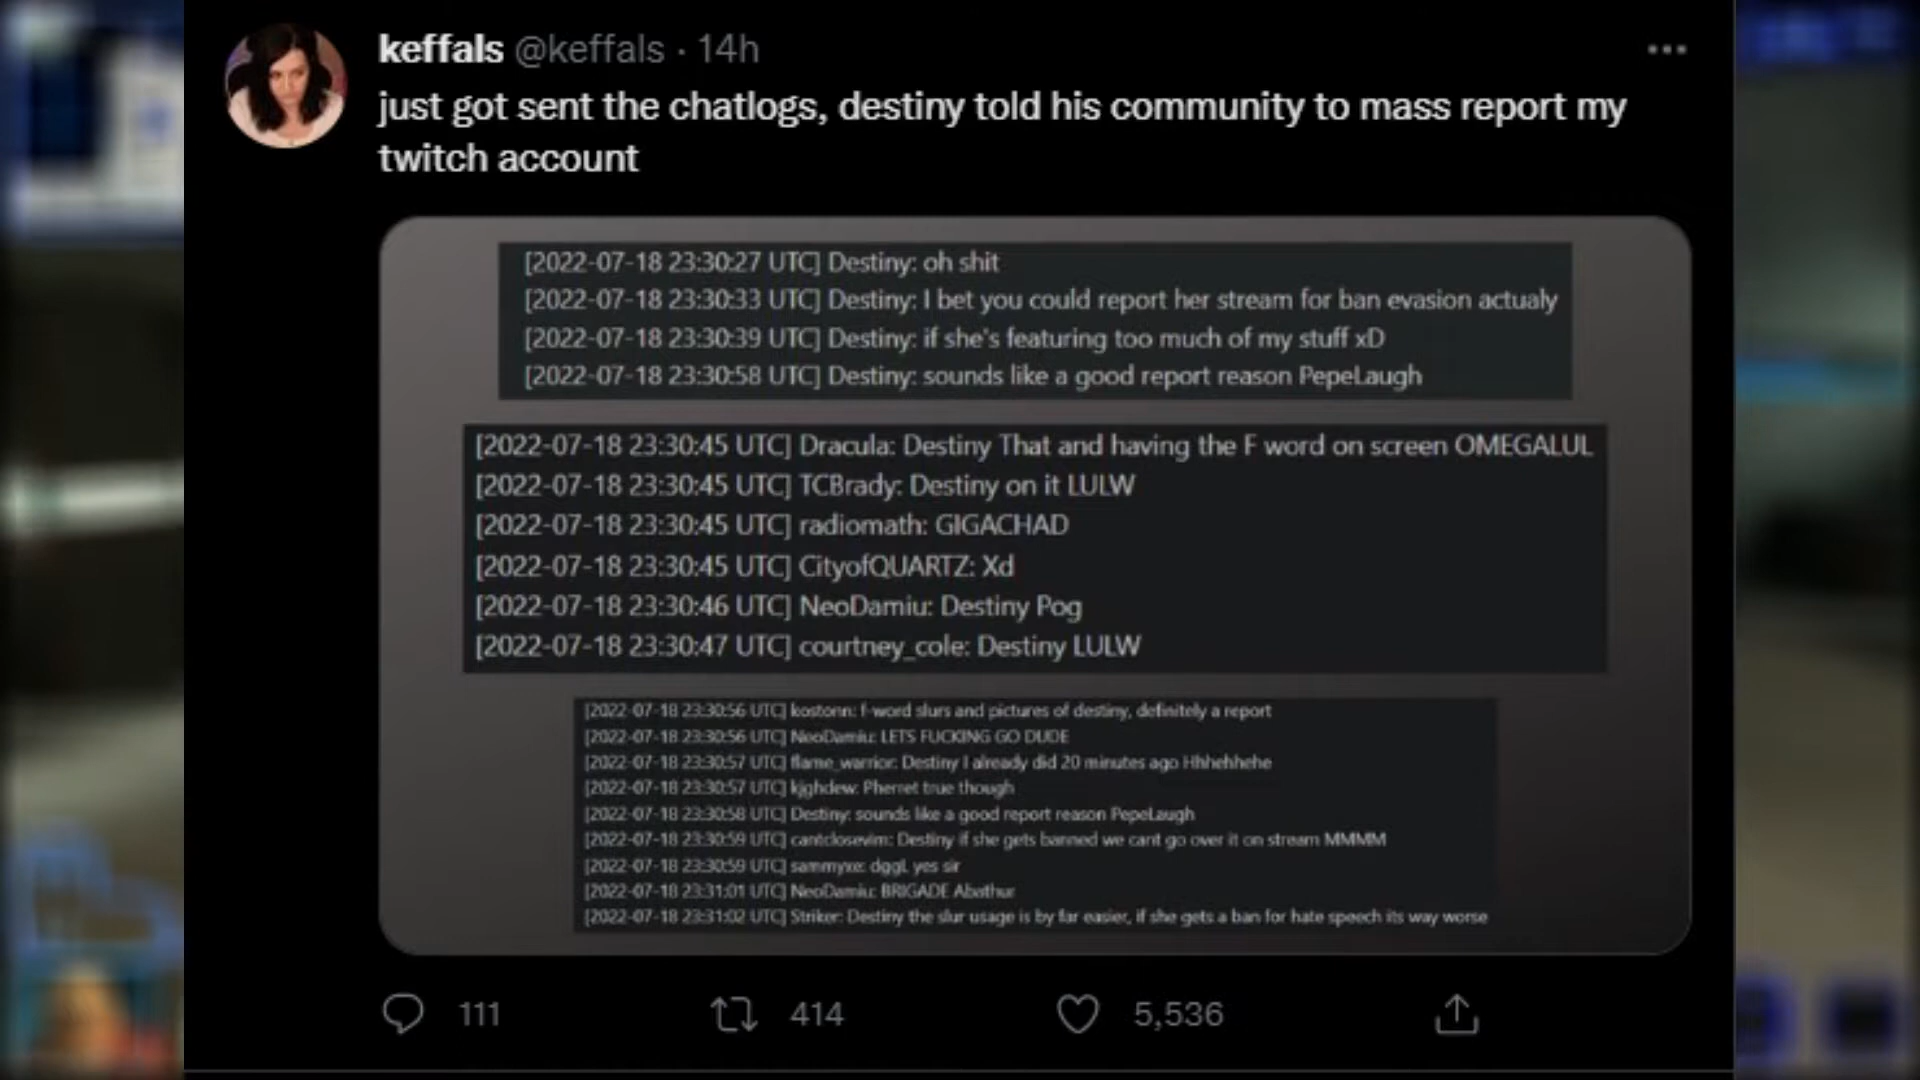 keffals @keffals · 14h
just got sent the chatlogs, destiny told his community to mass report my
twitch account
[2022-07-18 23:30:27 UTC] Destiny: oh shit
[2022-07-18 23:30:33 UTC] Destiny: I bet you could report her stream for ban evasion actualy
[2022-07-18 23:30:39 UTC] Destiny: if she's featuring too much of my stuff xD
[2022-07-18 23:30:58 UTC] Destiny: sounds like a good report reason PepeLaugh
[2022-07-18 23:30:45 UTC] Dracula: Destiny That and having the F word on screen OMEGALUL
[2022-07-18 23:30:45 UTC] TCBrady: Destiny on it LULW
[2022-07-18 23:30:45 UTC] radiomath: GIGACHAD
[2022-07-18 23:30:45 UTC] CityofQUARTZ: Xd
[2022-07-18 23:30:46 UTC] NeoDamiu: Destiny Pog
[2022-07-18 23:30:47 UTC] courtney_cole: Destiny LULW
[2022-07-18 23:30:56 UTC] kostonn: f-word slurs and pictures of destiny, definitely a report
[2022-07-18 23:30:56 UTC] NeoDamiu: LETS FUCKING GO DUDE
[2022-07-18 23:30:57 UTC] flame_warrior: Destiny I already did 20 minutes ago Hhhehhehe
[2022-07-18 23:30:57 UTC] kjghdew: Pherret true though
[2022-07-18 23:30:58 UTC] Destiny: sounds like a good report reason PepeLaugh
[2022-07-18 23:30:59 UTC] cantclosevim: Destiny if she gets banned we cant go over it on stream MMMM
[2022-07-18 23:30:59 UTC] sammyxe: dggL yes sir
[2022-07-18 23:31:01 UTC] NeoDamiu: BRIGADE Abathur
[2022-07-18 23:31:02 UTC] Striker: Destiny the slur usage is by far easier, if she gets a ban for hate speech its way worse
111 414 5,536